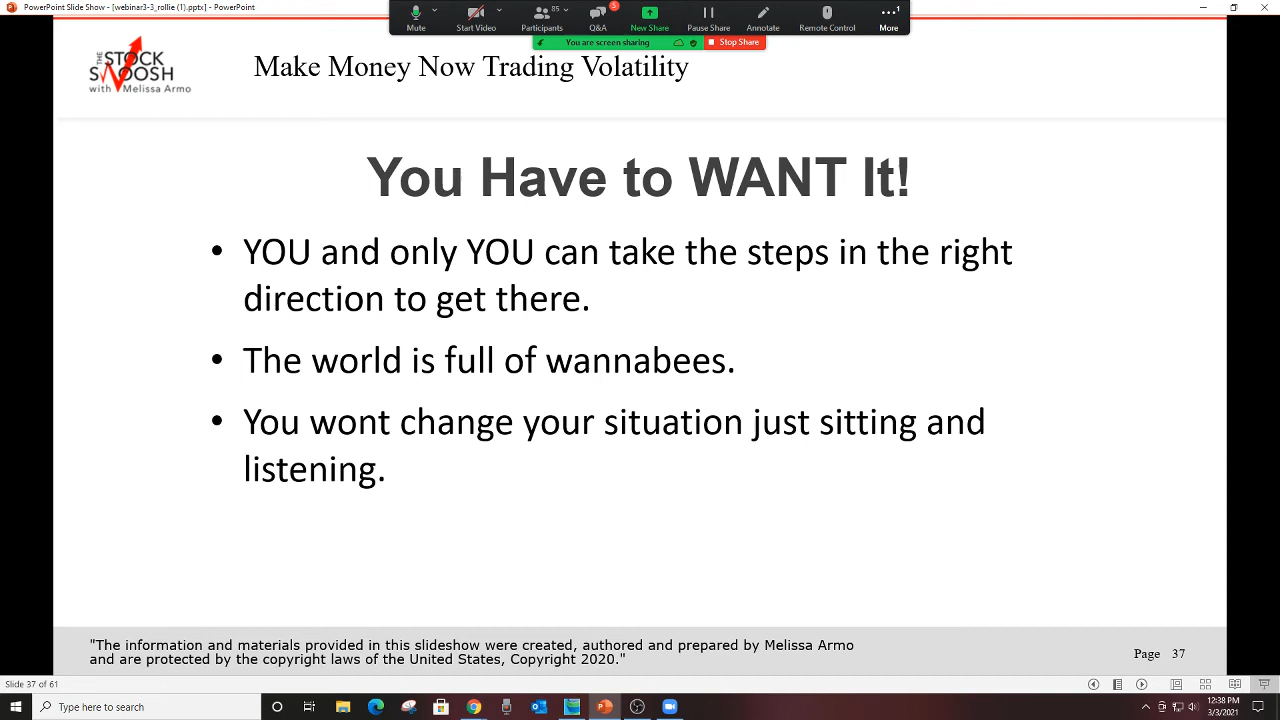 PowerPoint Slide Show - [webinar3-3_rollie (1).pptx] - PowerPoint
Mute
Start Video
85
Participants
5
Q&A
New Share
Pause Share
Annotate
Remote Control
1
More
You are screen sharing
Stop Share
THE STOCK
SWOOSH
with Melissa Armo
Make Money Now Trading Volatility
You Have to WANT It!
• YOU and only YOU can take the steps in the right
direction to get there.
• The world is full of wannabees.
• You wont change your situation just sitting and
listening.
"The information and materials provided in this slideshow were created, authored and prepared by Melissa Armo
and are protected by the copyright laws of the United States, Copyright 2020."
Page 37
Slide 37 of 61
Type here to search
12:38 PM
3/3/2021